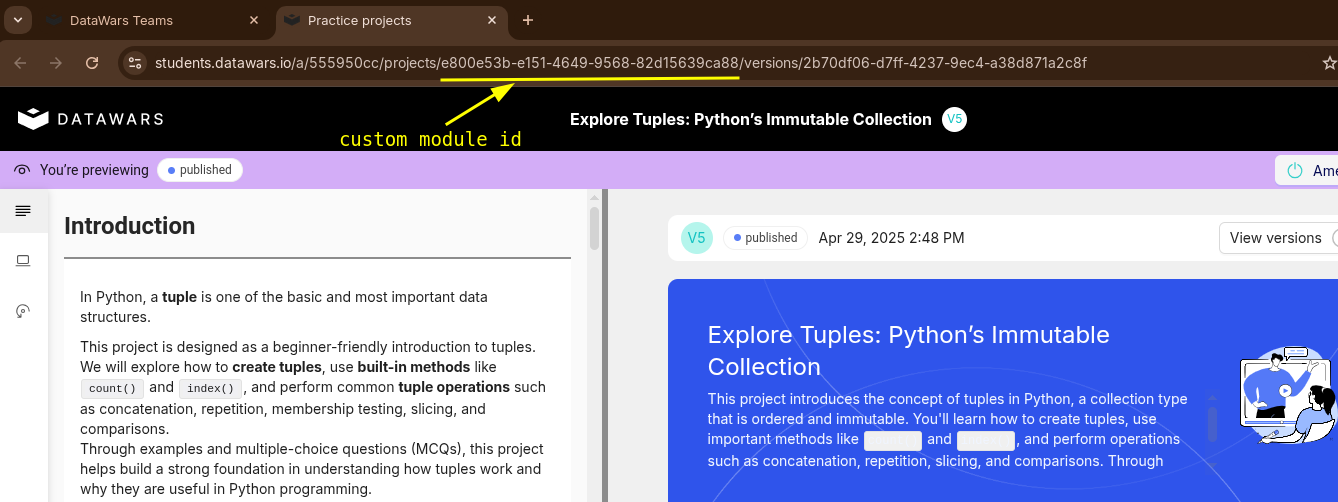 DataWars Teams
Practice projects
students.datawars.io/a/555950cc/projects/e800e53b-e151-4649-9568-82d15639ca88/versions/2b70df06-d7ff-4237-9ec4-a38d871a2c8f
custom module id
DATAWARS
Explore Tuples: Python’s Immutable Collection V5
You’re previewing published
Ame
Introduction
In Python, a tuple is one of the basic and most important data
structures.
This project is designed as a beginner-friendly introduction to tuples.
We will explore how to create tuples, use built-in methods like
count() and index(), and perform common tuple operations such
as concatenation, repetition, membership testing, slicing, and
comparisons.
Through examples and multiple-choice questions (MCQs), this project
helps build a strong foundation in understanding how tuples work and
why they are useful in Python programming.
V5 published Apr 29, 2025 2:48 PM
View versions
Explore Tuples: Python’s Immutable
Collection
This project introduces the concept of tuples in Python, a collection type
that is ordered and immutable. You'll learn how to create tuples, use
important methods like and , and perform operations
such as concatenation, repetition, slicing, and comparisons. Through